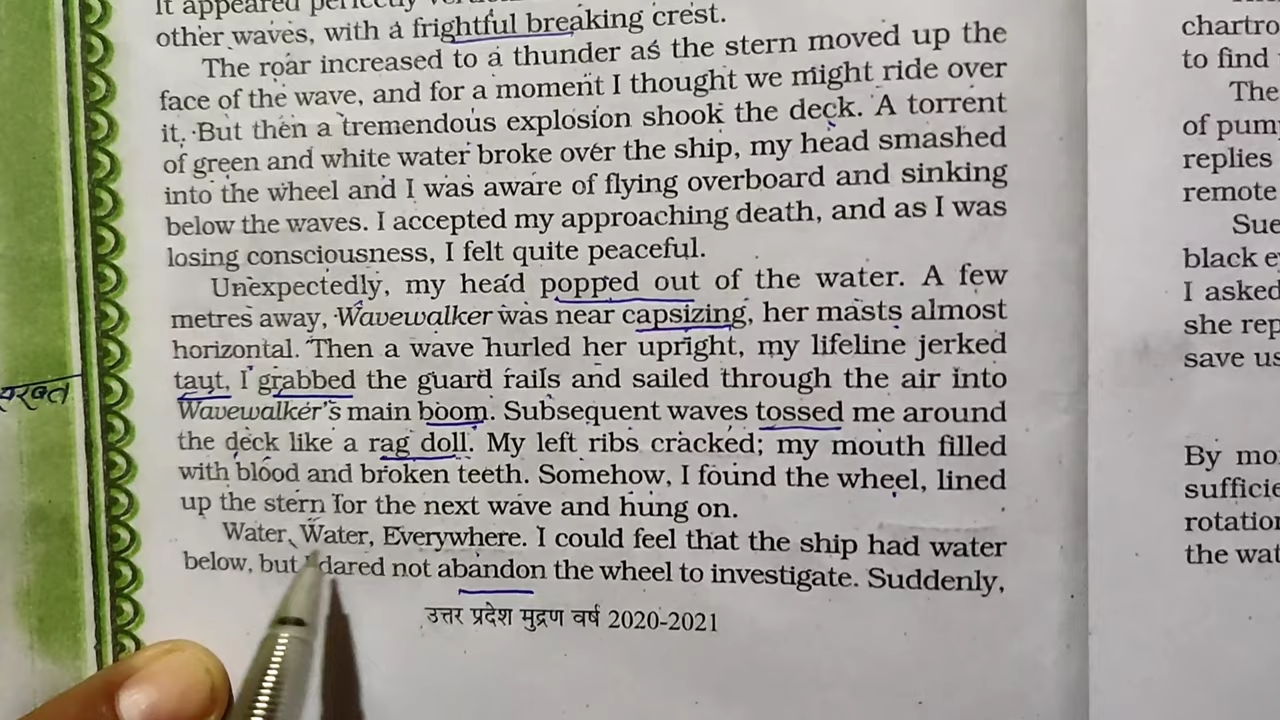 It appeared perfectly
other waves, with a frightful breaking crest.
The roar increased to a thunder as the stern moved up the
face of the wave, and for a moment I thought we might ride over
it. But then a tremendous explosion shook the deck. A torrent
of green and white water broke over the ship, my head smashed
into the wheel and I was aware of flying overboard and sinking
below the waves. I accepted my approaching death, and as I was
losing consciousness, I felt quite peaceful.
Unexpectedly, my head popped out of the water. A few
metres away, Wavewalker was near capsizing, her masts almost
horizontal. Then a wave hurled her upright, my lifeline jerked
taut, I grabbed the guard rails and sailed through the air into
Wavewalker's main boom. Subsequent waves tossed me around
the deck like a rag doll. My left ribs cracked; my mouth filled
with blood and broken teeth. Somehow, I found the wheel, lined
up the stern for the next wave and hung on.
Water, Water, Everywhere. I could feel that the ship had water
below, but I dared not abandon the wheel to investigate. Suddenly,
उत्तर प्रदेश मुद्रण वर्ष 2020-2021
chartro
to find
The
of pum
replies
remote
Sue
black e
I asked
she rep
save us
By mo
sufficie
rotation
the wat